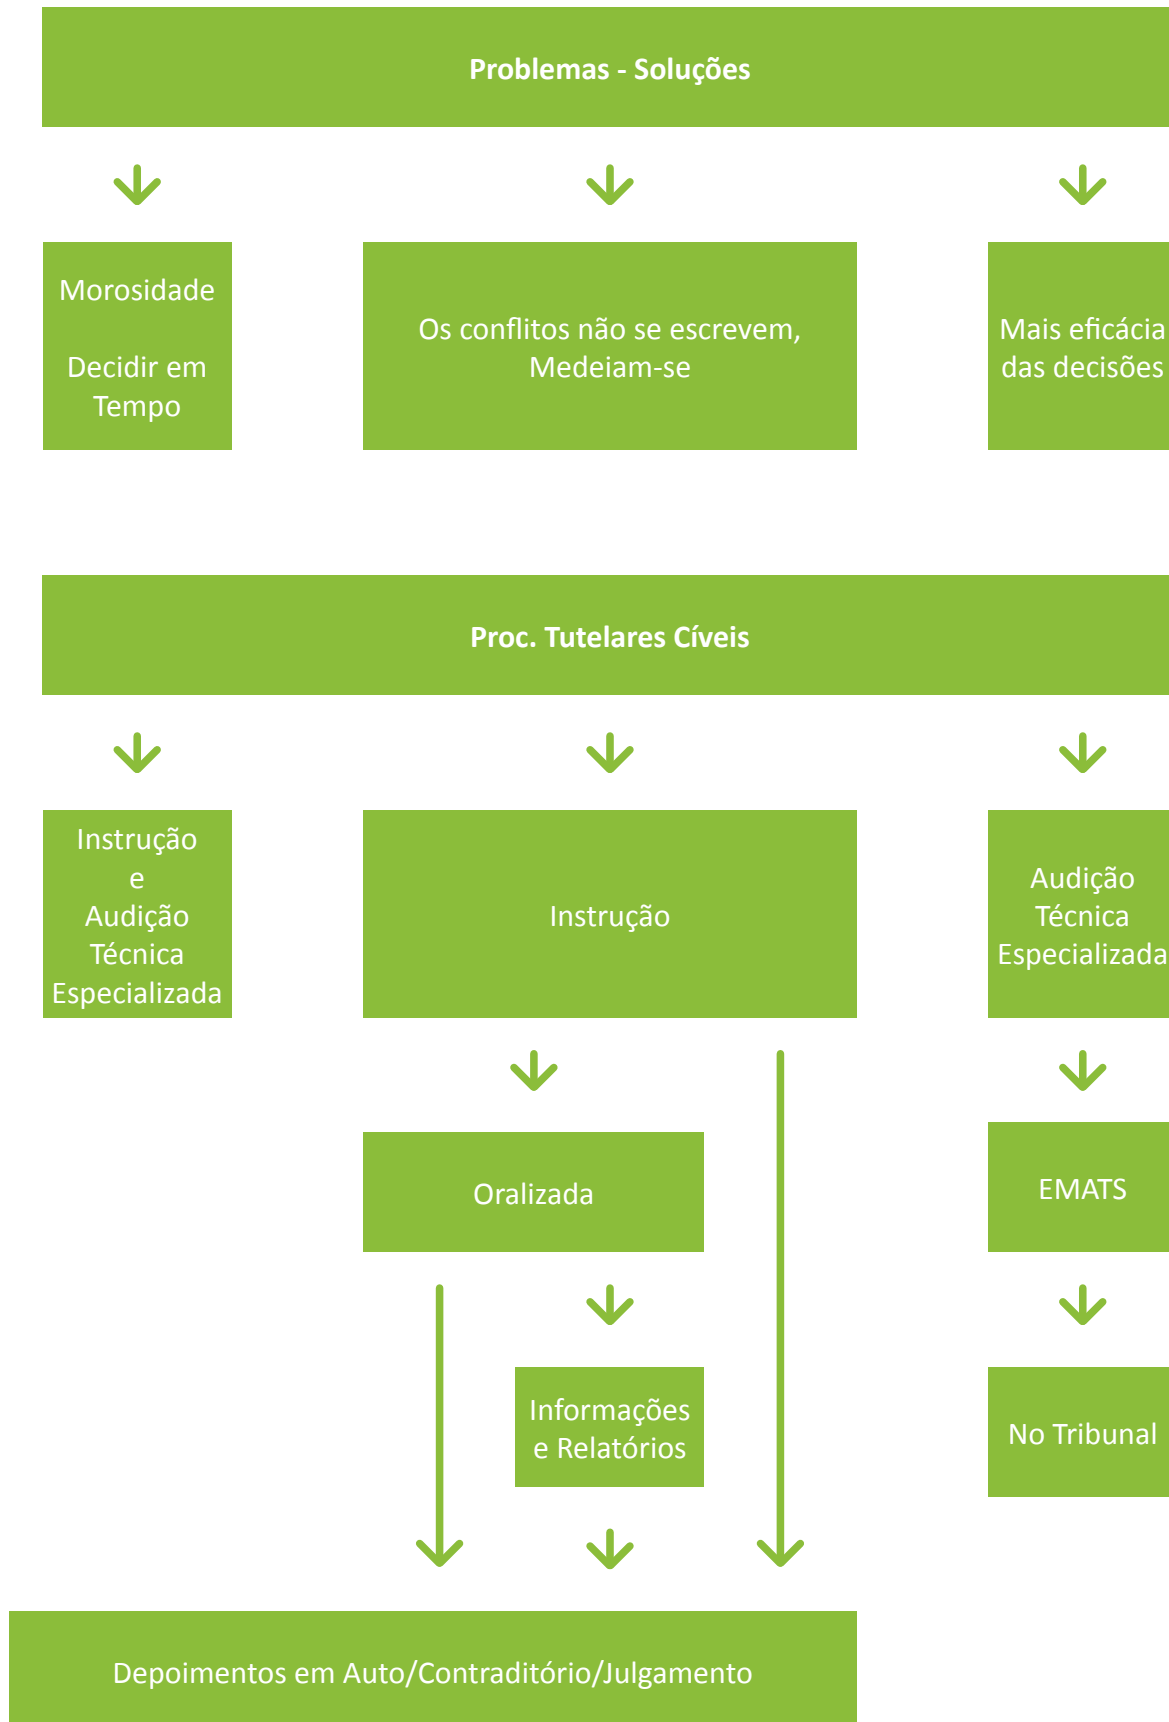 Problemas - Soluções
Morosidade
Decidir em
Tempo
Os conflitos não se escrevem,
Medeiam-se
Mais eficácia
das decisões
Proc. Tutelares Cíveis
Instrução
e
Audição
Técnica
Especializada
Instrução
Audição
Técnica
Especializada
Oralizada
EMATS
Informações
e Relatórios
No Tribunal
Depoimentos em Auto/Contraditório/Julgamento